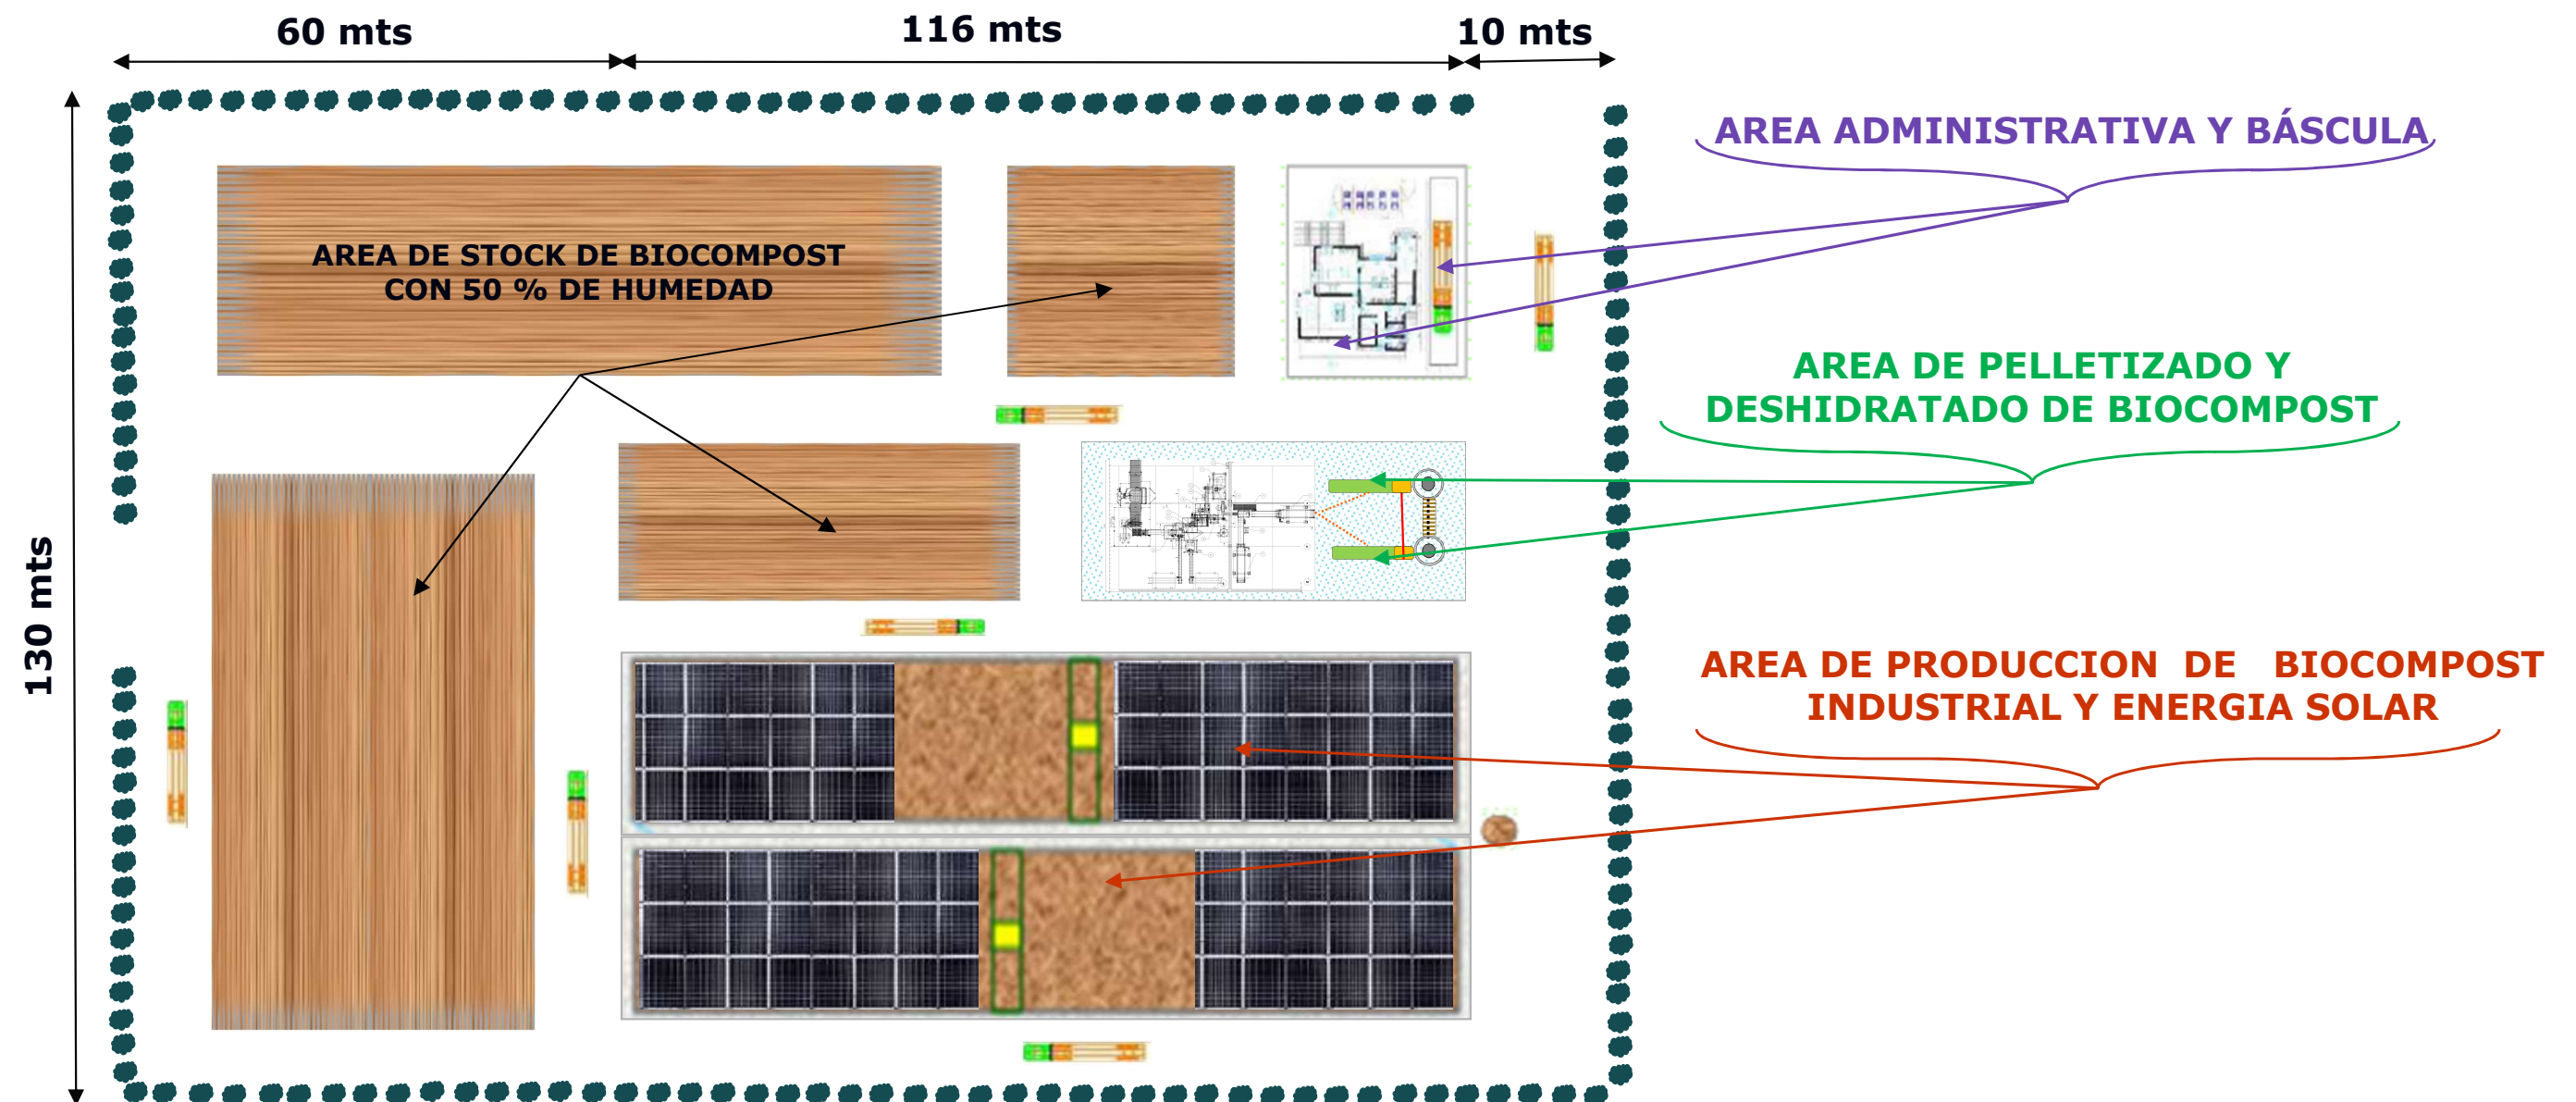 60 mts
116 mts
10 mts
130 mts
AREA DE STOCK DE BIOCOMPOST
CON 50 % DE HUMEDAD
AREA ADMINISTRATIVA Y BÁSCULA
AREA DE PELLETIZADO Y
DESHIDRATADO DE BIOCOMPOST
AREA DE PRODUCCION DE BIOCOMPOST
INDUSTRIAL Y ENERGIA SOLAR